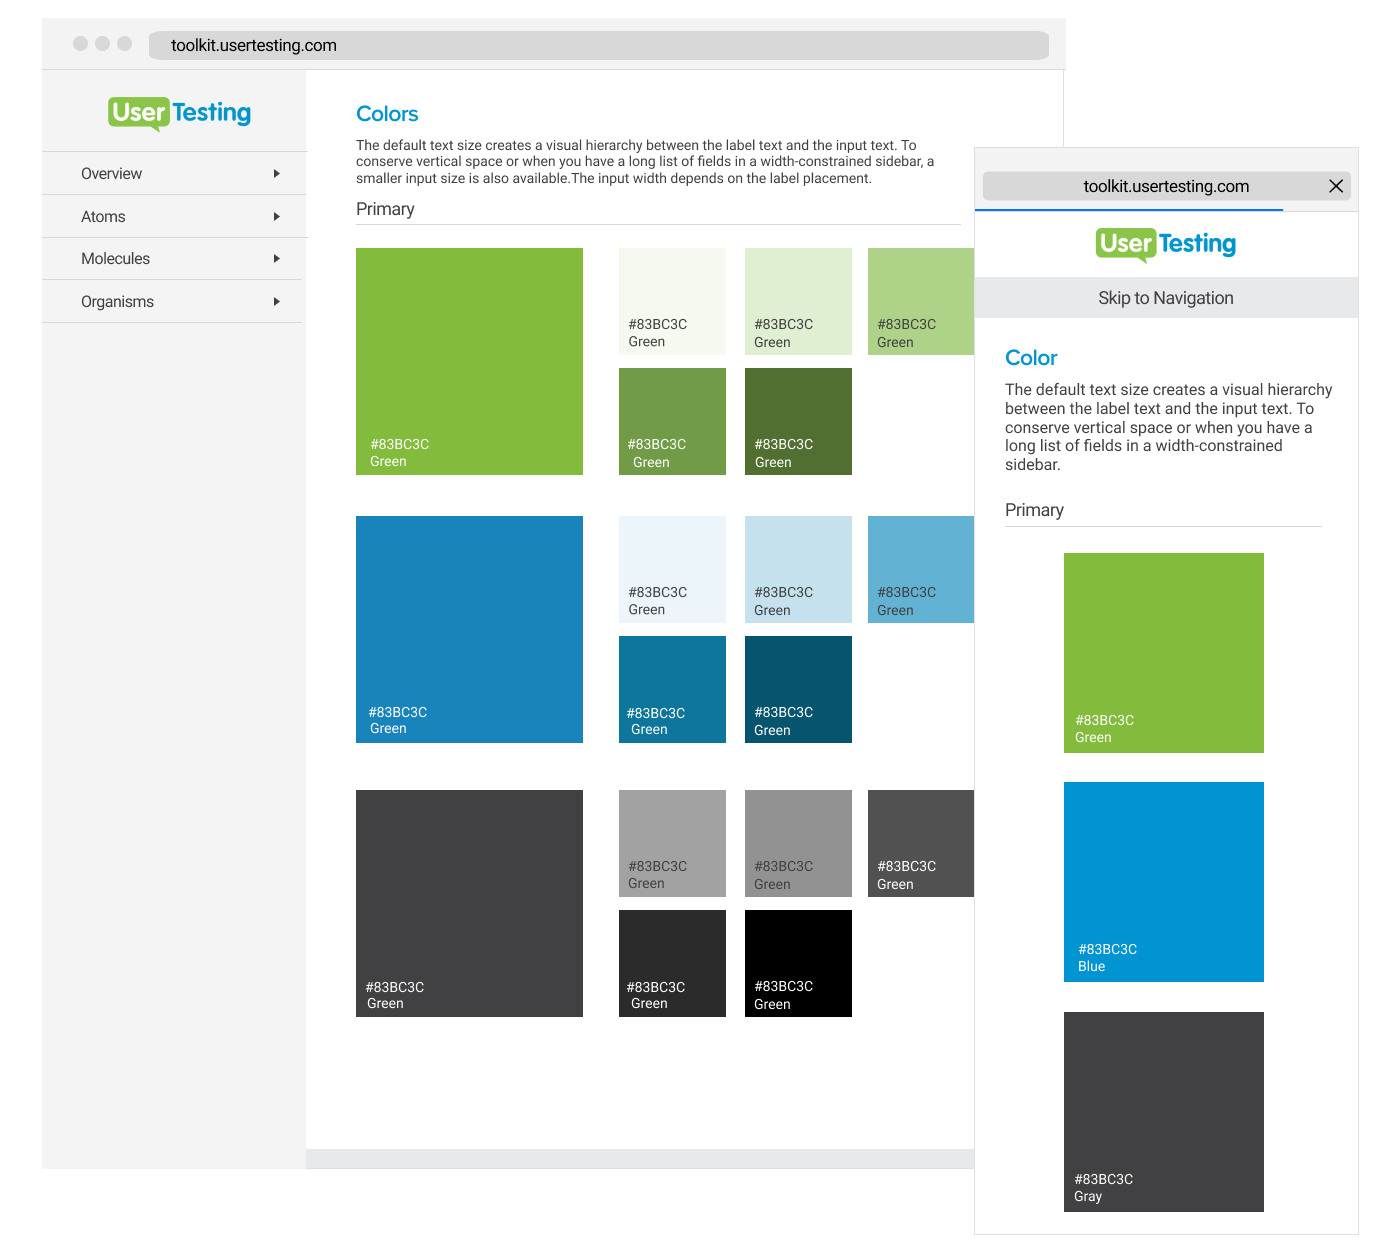 toolkit.usertesting.com
User Testing
Overview
Atoms
Molecules
Organisms
Colors
The default text size creates a visual hierarchy between the label text and the input text. To
conserve vertical space or when you have a long list of fields in a width-constrained sidebar, a
smaller input size is also available.The input width depends on the label placement.
Primary
#83BC3C
Green
#83BC3C
Green
#83BC3C
Green
#83BC3C
Green
#83BC3C
Green
#83BC3C
Green
#83BC3C
Green
#83BC3C
Green
#83BC3C
Green
#83BC3C
Green
#83BC3C
Green
#83BC3C
Green
#83BC3C
Green
#83BC3C
Green
#83BC3C
Green
#83BC3C
Green
#83BC3C
Green
#83BC3C
Green
toolkit.usertesting.com
User Testing
Skip to Navigation
Color
The default text size creates a visual hierarchy
between the label text and the input text. To
conserve vertical space or when you have a
long list of fields in a width-constrained
sidebar.
Primary
#83BC3C
Green
#83BC3C
Blue
#83BC3C
Gray